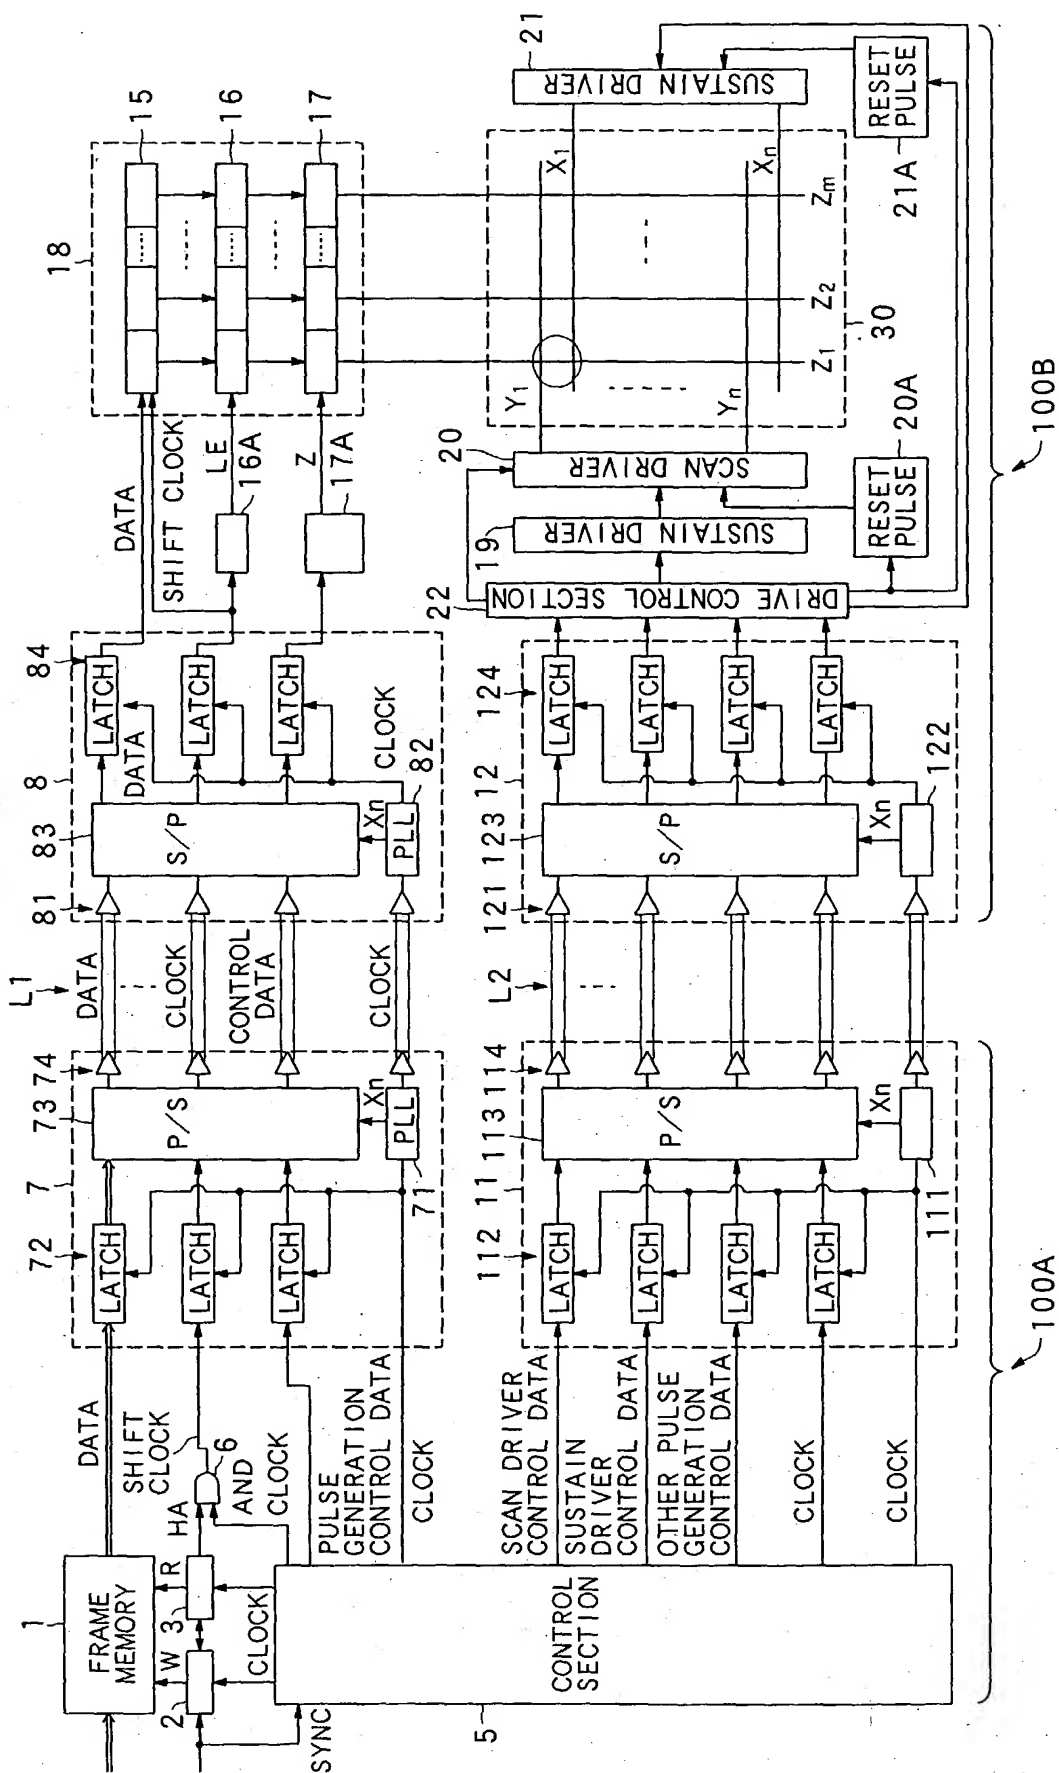 1
FRAME
MEMORY
W
R
2
3
SYNC
CLOCK
5
CONTROL
SECTION
DATA
SHIFT
CLOCK
HA
6
AND
CLOCK
PULSE
GENERATION
CONTROL DATA
CLOCK
SCAN DRIVER
CONTROL DATA
SUSTAIN
DRIVER
CONTROL DATA
OTHER PULSE
GENERATION
CONTROL DATA
CLOCK
CLOCK
100A
7
72
LATCH
LATCH
LATCH
73
P/S
74
Xn
PLL
71
11
112
LATCH
LATCH
LATCH
LATCH
113
P/S
114
Xn
111
L1
DATA
CLOCK
CONTROL
DATA
CLOCK
L2
8
81
83
S/P
84
DATA
LATCH
LATCH
LATCH
Xn
PLL
CLOCK
82
12
121
123
S/P
124
LATCH
LATCH
LATCH
LATCH
Xn
122
DATA
SHIFT CLOCK
LE
16A
Z
17A
18
15
16
17
22
DRIVE CONTROL SECTION
19
SUSTAIN DRIVER
20
SCAN DRIVER
RESET
PULSE
20A
Y1
Yn
X1
Xn
Z1
Z2
Zm
30
21
SUSTAIN DRIVER
RESET
PULSE
21A
100B